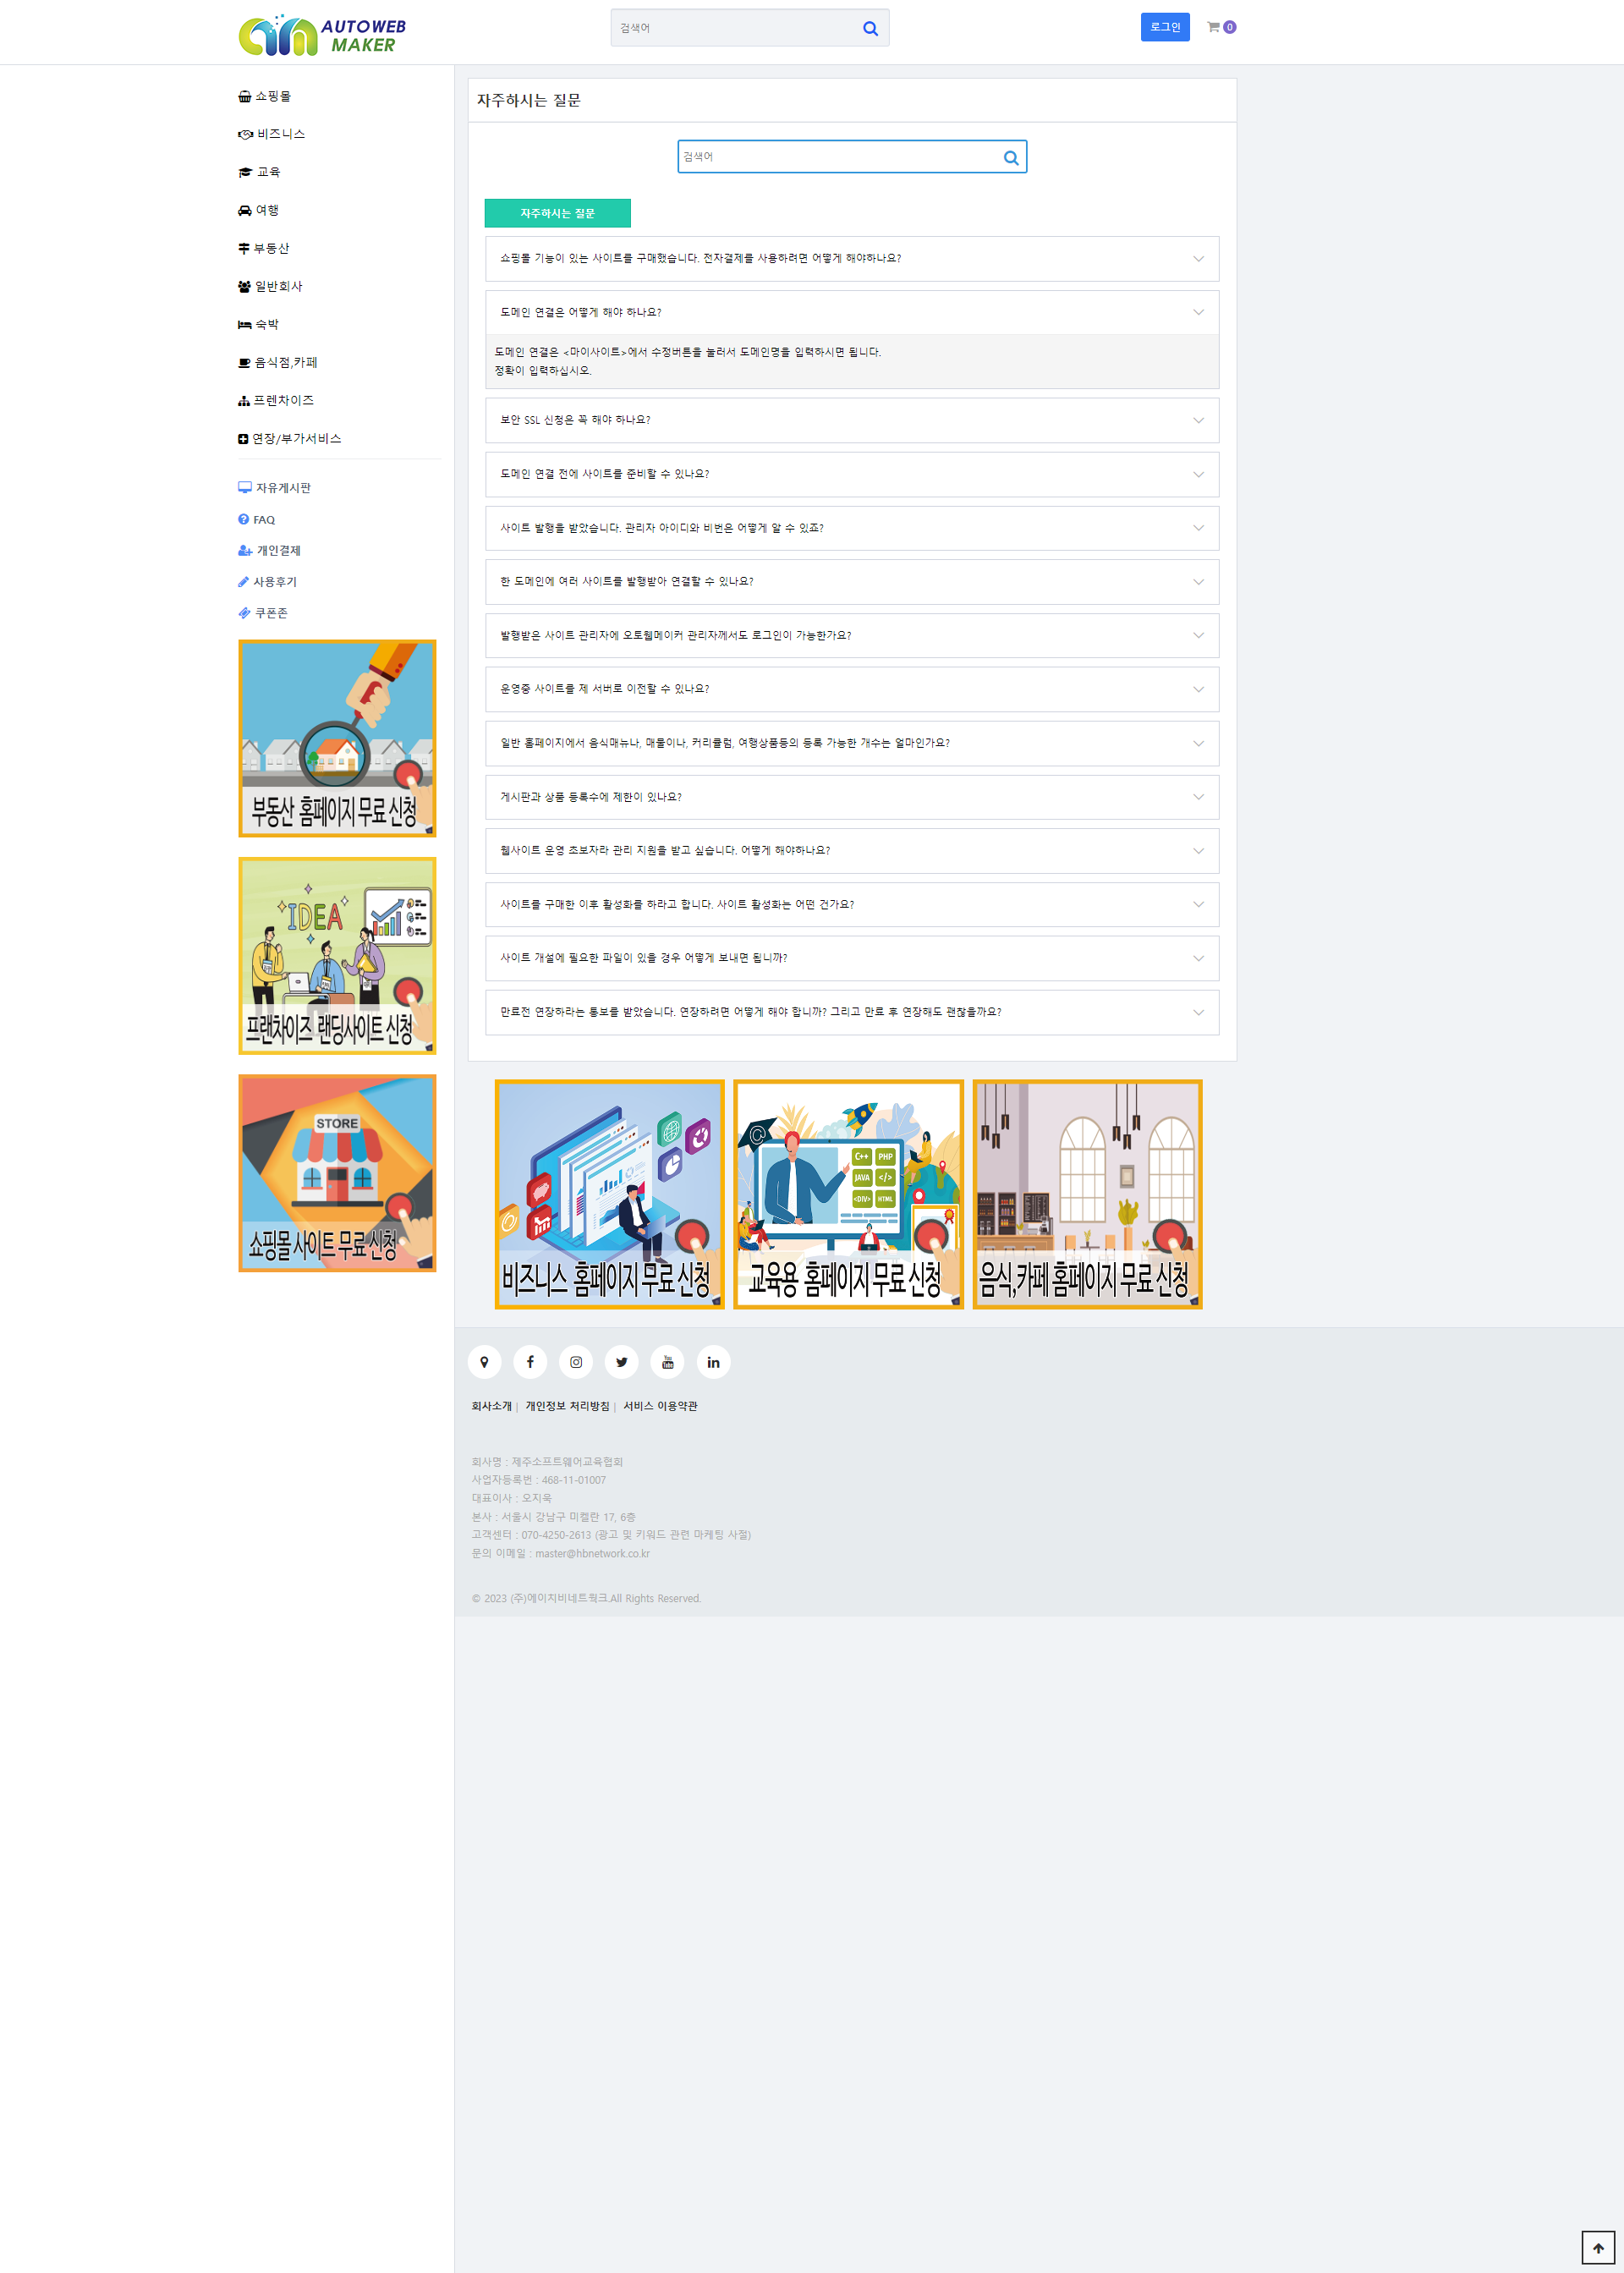 AUTOWEB
MAKER
검색어
로그인
0
쇼핑몰
비즈니스
교육
여행
부동산
일반회사
숙박
음식점,카페
프렌차이즈
연장/부가서비스
자유게시판
FAQ
개인결제
사용후기
쿠폰존
부동산 홈페이지 무료 신청
IDEA
프랜차이즈 랜딩사이트 신청
STORE
쇼핑몰 사이트 무료 신청
자주하시는 질문
검색어
자주하시는 질문
쇼핑몰 기능이 있는 사이트를 구매했습니다. 전자결제를 사용하려면 어떻게 해야하나요?
도메인 연결은 어떻게 해야 하나요?
도메인 연결은 <마이사이트>에서 수정버튼을 눌러서 도메인명을 입력하시면 됩니다.
정확이 입력하십시오.
보안 SSL 신청은 꼭 해야 하나요?
도메인 연결 전에 사이트를 준비할 수 있나요?
사이트 발행을 받았습니다. 관리자 아이디와 비번은 어떻게 알 수 있죠?
한 도메인에 여러 사이트를 발행받아 연결할 수 있나요?
발행받은 사이트 관리자에 오토웹메이커 관리자께서도 로그인이 가능한가요?
운영중 사이트를 제 서버로 이전할 수 있나요?
일반 홈페이지에서 음식매뉴나, 매물이나, 커리큘럼, 여행상품등의 등록 가능한 개수는 얼마인가요?
게시판과 상품 등록수에 제한이 있나요?
웹사이트 운영 초보자라 관리 지원을 받고 싶습니다. 어떻게 해야하나요?
사이트를 구매한 이후 활성화를 하라고 합니다. 사이트 활성화는 어떤 건가요?
사이트 개설에 필요한 파일이 있을 경우 어떻게 보내면 됩니까?
만료전 연장하라는 통보를 받았습니다. 연장하려면 어떻게 해야 합니까? 그리고 만료 후 연장해도 괜찮을까요?
비즈니스 홈페이지 무료 신청
C++ PHP
JAVA </>
<DIV> HTML
교육용 홈페이지 무료 신청
음식,카페 홈페이지 무료 신청
회사소개 | 개인정보 처리방침 | 서비스 이용약관
회사명 : 제주소프트웨어교육협회
사업자등록번 : 468-11-01007
대표이사 : 오지욱
본사 : 서울시 강남구 미켈란 17, 6층
고객센터 : 070-4250-2613 (광고 및 키워드 관련 마케팅 사절)
문의 이메일 : master@hbnetwork.co.kr
© 2023 (주)에이치비네트웍크.All Rights Reserved.